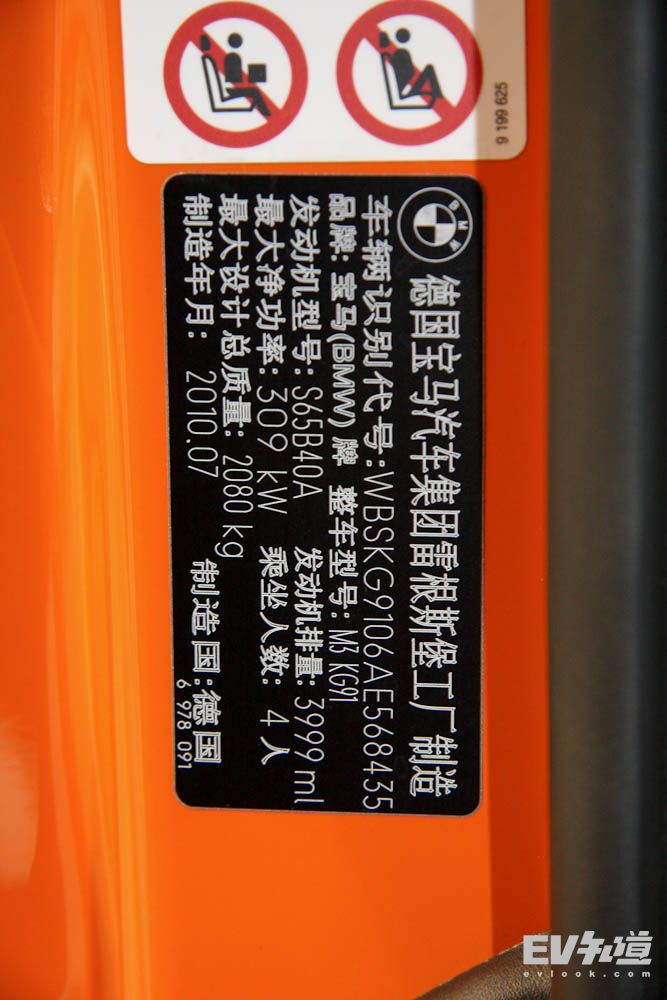 9 199 625
BMW
德国宝马汽车集团雷根斯堡工厂制造
车辆识别代号:WBSKG9106AE568435
品牌: 宝马(BMW) 牌 整车型号: M3 KG91
发动机型号: S65B40A 发动机排量: 3999 ml
最大净功率: 309 kW 乘坐人数: 4 人
最大设计总质量: 2080 kg
制造年月: 2010.07 制造国:德国
6 978 091
EV知道
evlook.com